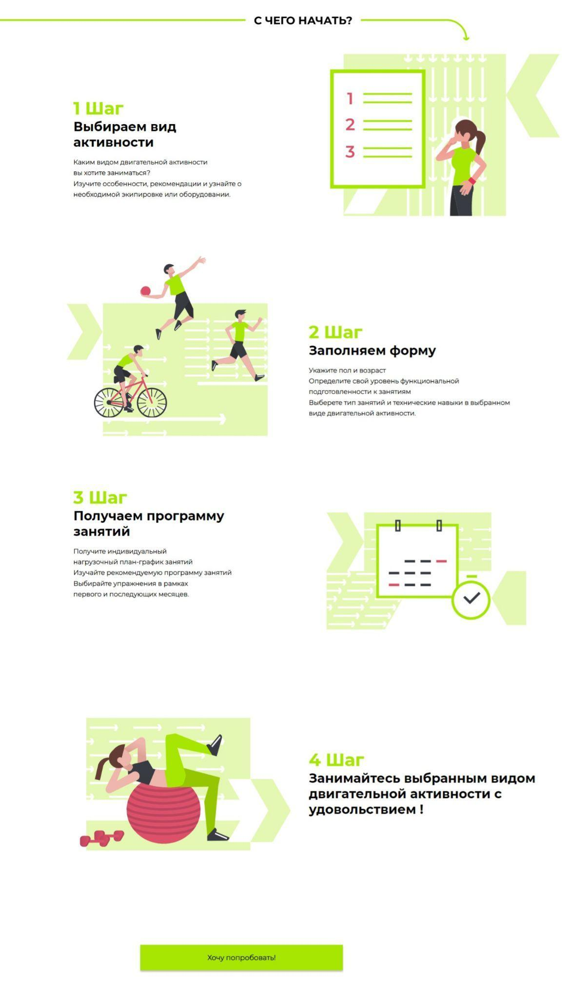 С ЧЕГО НАЧАТЬ?
1 Шаг
Выбираем вид
активности
Каким видом двигательной активности
вы хотите заниматься?
Изучите особенности, рекомендации и узнайте о
необходимой экипировке или оборудовании.
1
2
3
2 Шаг
Заполняем форму
Укажите пол и возраст
Определите свой уровень функциональной
подготовленности к занятиям
Выберете тип занятий и технические навыки в выбранном
виде двигательной активности.
3 Шаг
Получаем программу
занятий
Получите индивидуальный
нагрузочный план-график занятий
Изучайте рекомендуемую программу занятий
Выбирайте упражнения в рамках
первого и последующих месяцев.
4 Шаг
Занимайтесь выбранным видом
двигательной активности с
удовольствием !
Хочу попробовать!